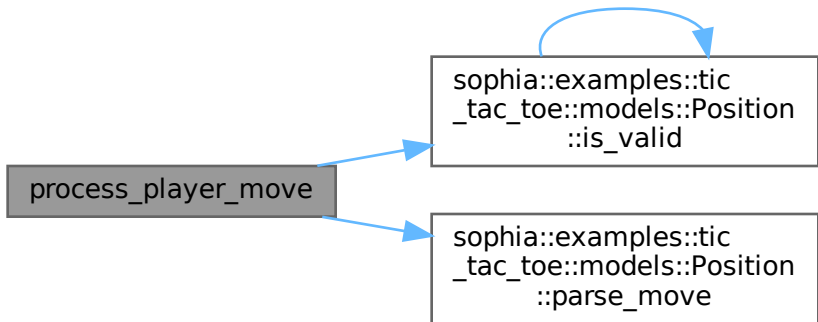 process_player_move
sophia::examples::tic
_tac_toe::models::Position
::is_valid
sophia::examples::tic
_tac_toe::models::Position
::parse_move